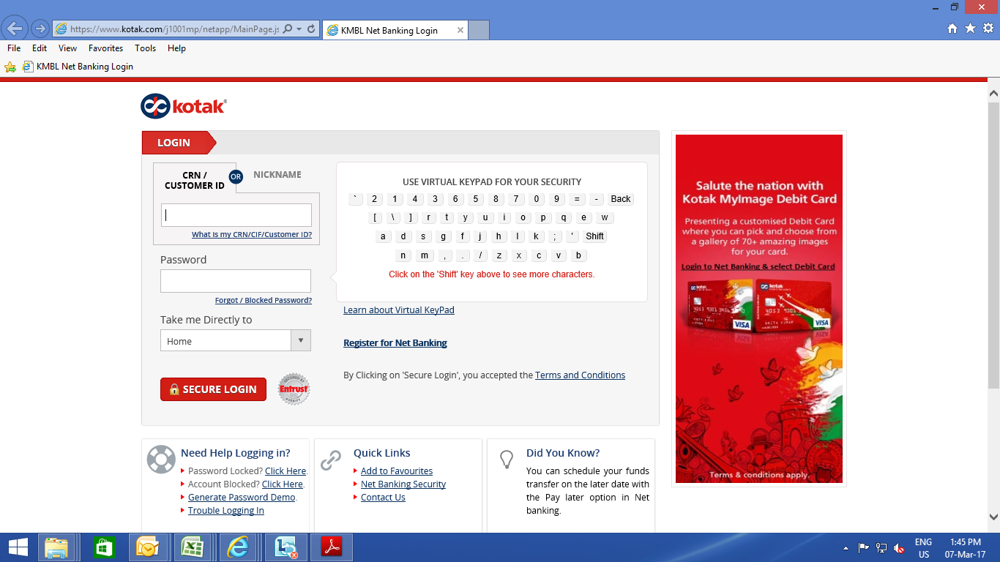 https://www.kotak.com/j1001mp/netapp/MainPage.js
KMBL Net Banking Login
File Edit View Favorites Tools Help
KMBL Net Banking Login
kotak®
LOGIN
CRN /
CUSTOMER ID
OR
NICKNAME
What is my CRN/CIF/Customer ID?
Password
Forgot / Blocked Password?
Take me Directly to
Home
SECURE LOGIN
SECURED BY
Entrust
SSL
VERIFY
USE VIRTUAL KEYPAD FOR YOUR SECURITY
` 2 1 4 3 6 5 8 7 0 9 = - Back
[ \ ] r t y u i o p q e w
a d s g f j h l k ; ' Shift
n m , . / z x c v b
Click on the 'Shift' key above to see more characters.
Learn about Virtual KeyPad
Register for Net Banking
By Clicking on 'Secure Login', you accepted the Terms and Conditions
Salute the nation with
Kotak MyImage Debit Card
Presenting a customised Debit Card
where you can pick and choose from
a gallery of 70+ amazing images
for your card.
Login to Net Banking & select Debit Card
kotak
kotak
VISA
VISA
Terms & conditions apply.
Need Help Logging in?
Password Locked? Click Here.
Account Blocked? Click Here.
Generate Password Demo.
Trouble Logging In
Quick Links
Add to Favourites
Net Banking Security
Contact Us
Did You Know?
You can schedule your funds
transfer on the later date with
the Pay later option in Net
banking.
ENG
US
1:45 PM
07-Mar-17